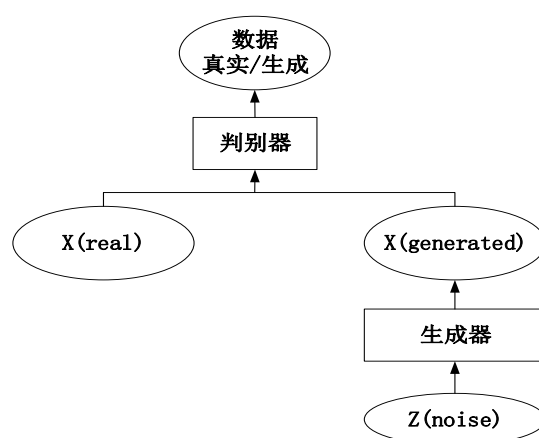 数据
真实/生成
判别器
X(real)
X(generated)
生成器
Z(noise)